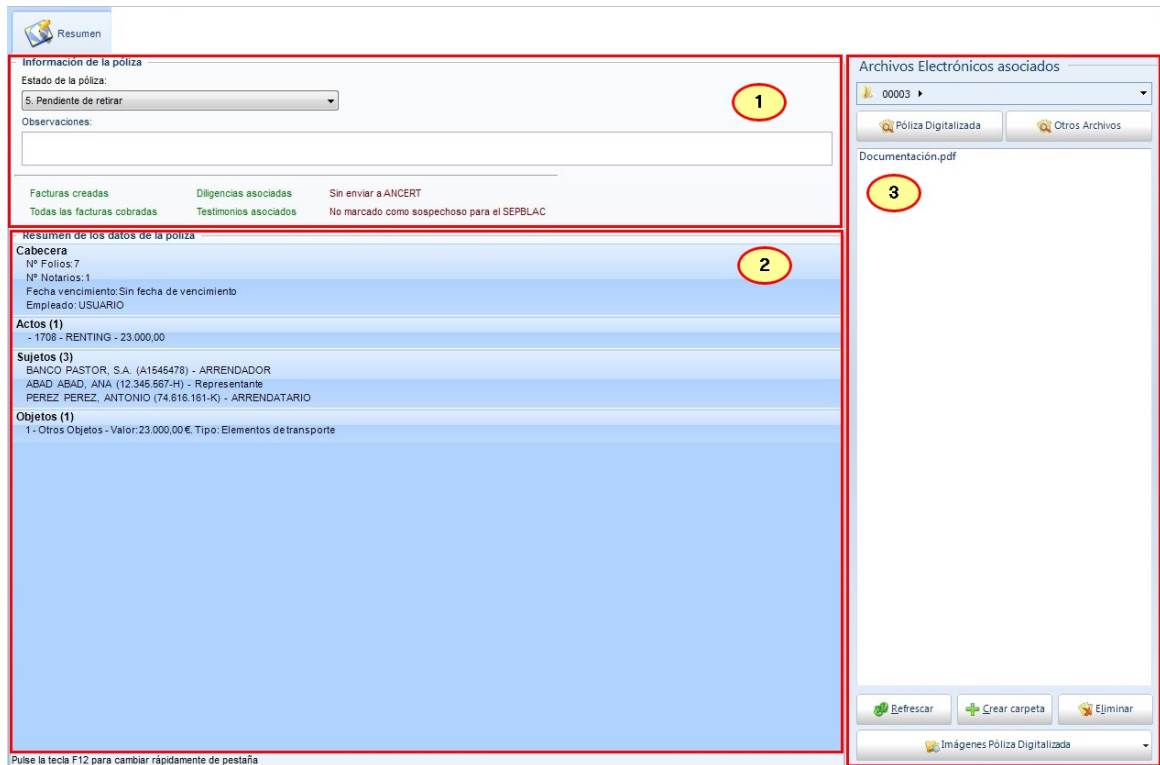 Resumen
Información de la póliza
Estado de la póliza:
5. Pendiente de retirar
Observaciones:
1
Facturas creadas Diligencias asociadas Sin enviar a ANCERT
Todas las facturas cobradas Testimonios asociados No marcado como sospechoso para el SEPBLAC
Resumen de los datos de la poliza
2
Cabecera
Nº Folios:7
Nº Notarios:1
Fecha vencimiento:Sin fecha de vencimiento
Empleado:USUARIO
Actos (1)
- 1708 - RENTING - 23.000,00
Sujetos (3)
BANCO PASTOR, S.A. (A1545478) - ARRENDADOR
ABAD ABAD, ANA (12.345.567-H) - Representante
PEREZ PEREZ, ANTONIO (74.616.161-K) - ARRENDATARIO
Objetos (1)
1 - Otros Objetos - Valor:23.000,00€. Tipo: Elementos de transporte
Pulse la tecla F12 para cambiar rápidamente de pestaña
Archivos Electrónicos asociados
00003
Póliza Digitalizada Otros Archivos
Documentación.pdf
3
Refrescar Crear carpeta Eliminar
Imágenes Póliza Digitalizada